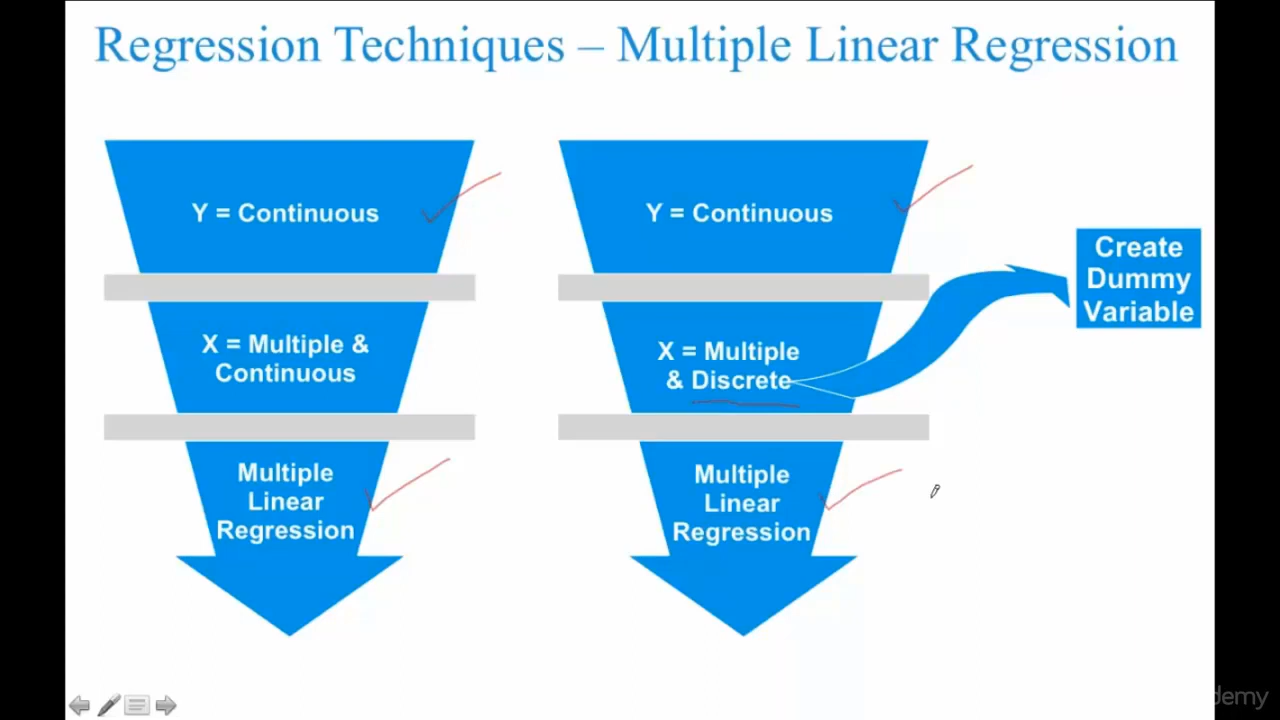 Regression Techniques – Multiple Linear Regression
Y = Continuous
X = Multiple &
Continuous
Multiple
Linear
Regression
Y = Continuous
X = Multiple
& Discrete
Multiple
Linear
Regression
Create
Dummy
Variable
demy